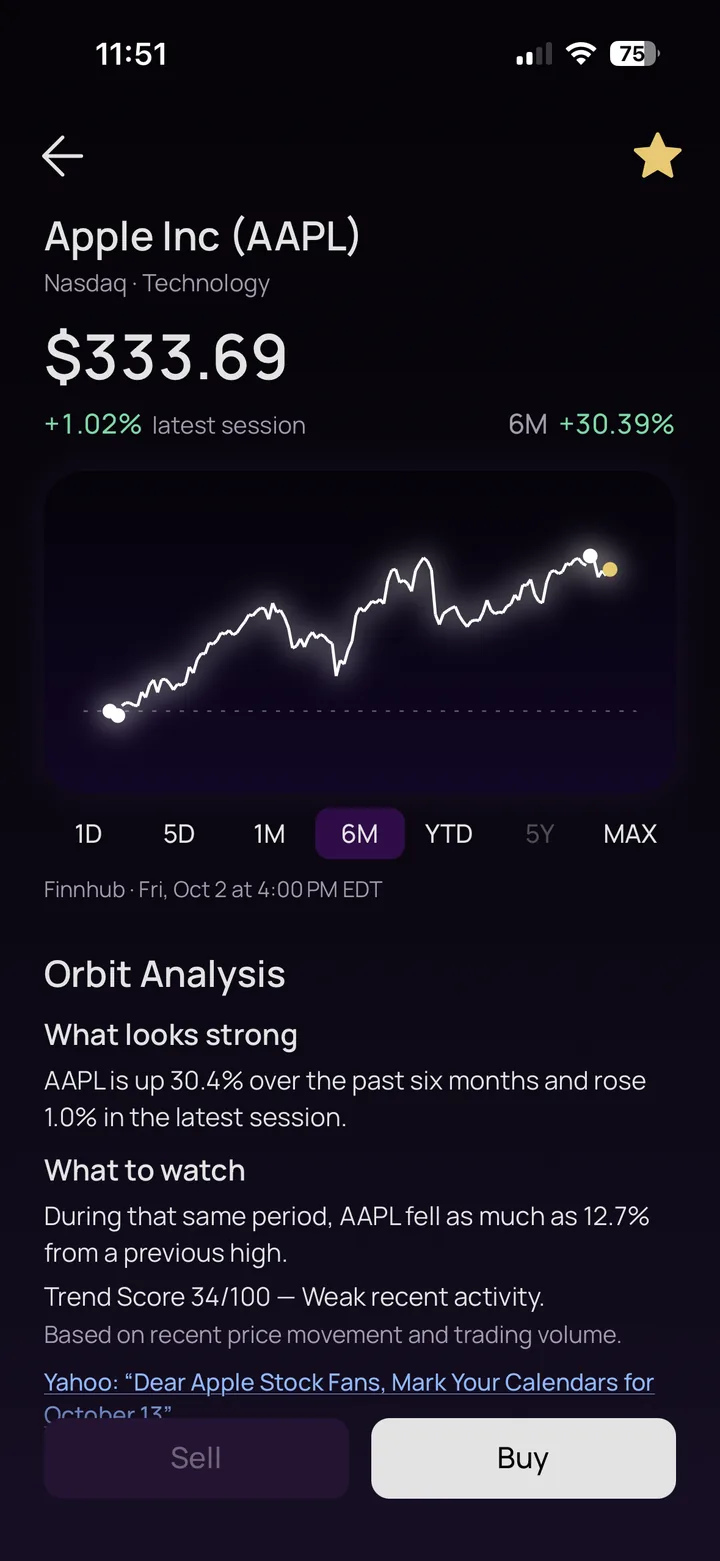 11:51
75
Apple Inc (AAPL)
Nasdaq · Technology
$333.69
+1.02% latest session
6M +30.39%
1D 5D 1M 6M YTD 5Y MAX
Finnhub · Fri, Oct 2 at 4:00 PM EDT
Orbit Analysis
What looks strong
AAPL is up 30.4% over the past six months and rose
1.0% in the latest session.
What to watch
During that same period, AAPL fell as much as 12.7%
from a previous high.
Trend Score 34/100 — Weak recent activity.
Based on recent price movement and trading volume.
Yahoo: “Dear Apple Stock Fans, Mark Your Calendars for
October 13”
Sell
Buy